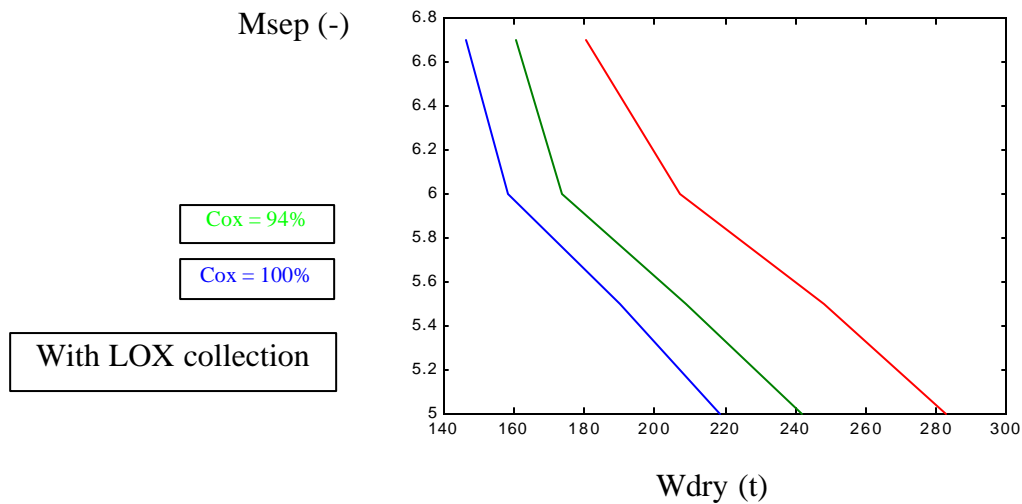 Msep (-)
6.8
6.6
6.4
6.2
6
5.8
5.6
5.4
5.2
5
140 160 180 200 220 240 260 280 300
Wdry (t)
Cox = 94%
Cox = 100%
With LOX collection